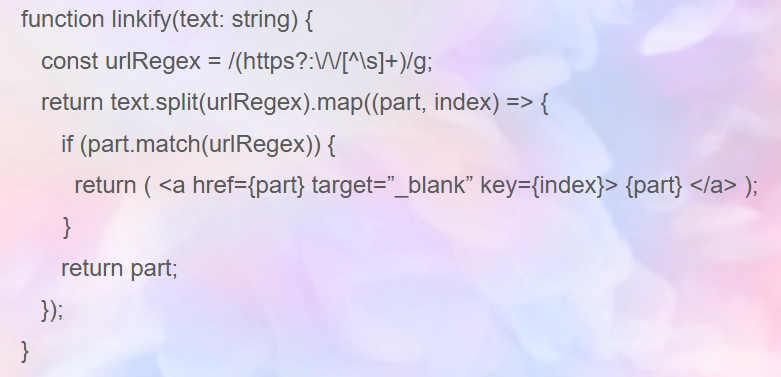 function linkify(text: string) {
const urlRegex = /(https?:\/\/[^\s]+)/g;
return text.split(urlRegex).map((part, index) => {
if (part.match(urlRegex)) {
return ( <a href={part} target=”_blank” key={index}> {part} </a> );
}
return part;
});
}